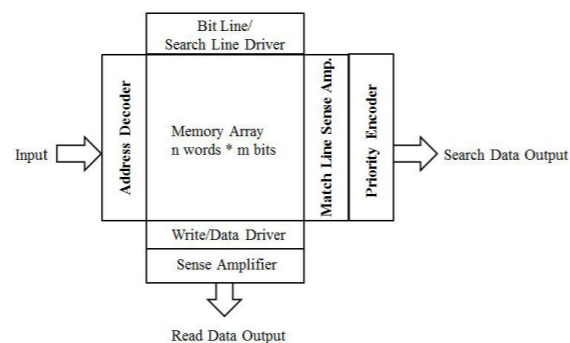 Bit Line/
Search Line Driver
Input
Address Decoder
Memory Array
n words * m bits
Match Line Sense Amp.
Priority Encoder
Search Data Output
Write/Data Driver
Sense Amplifier
Read Data Output